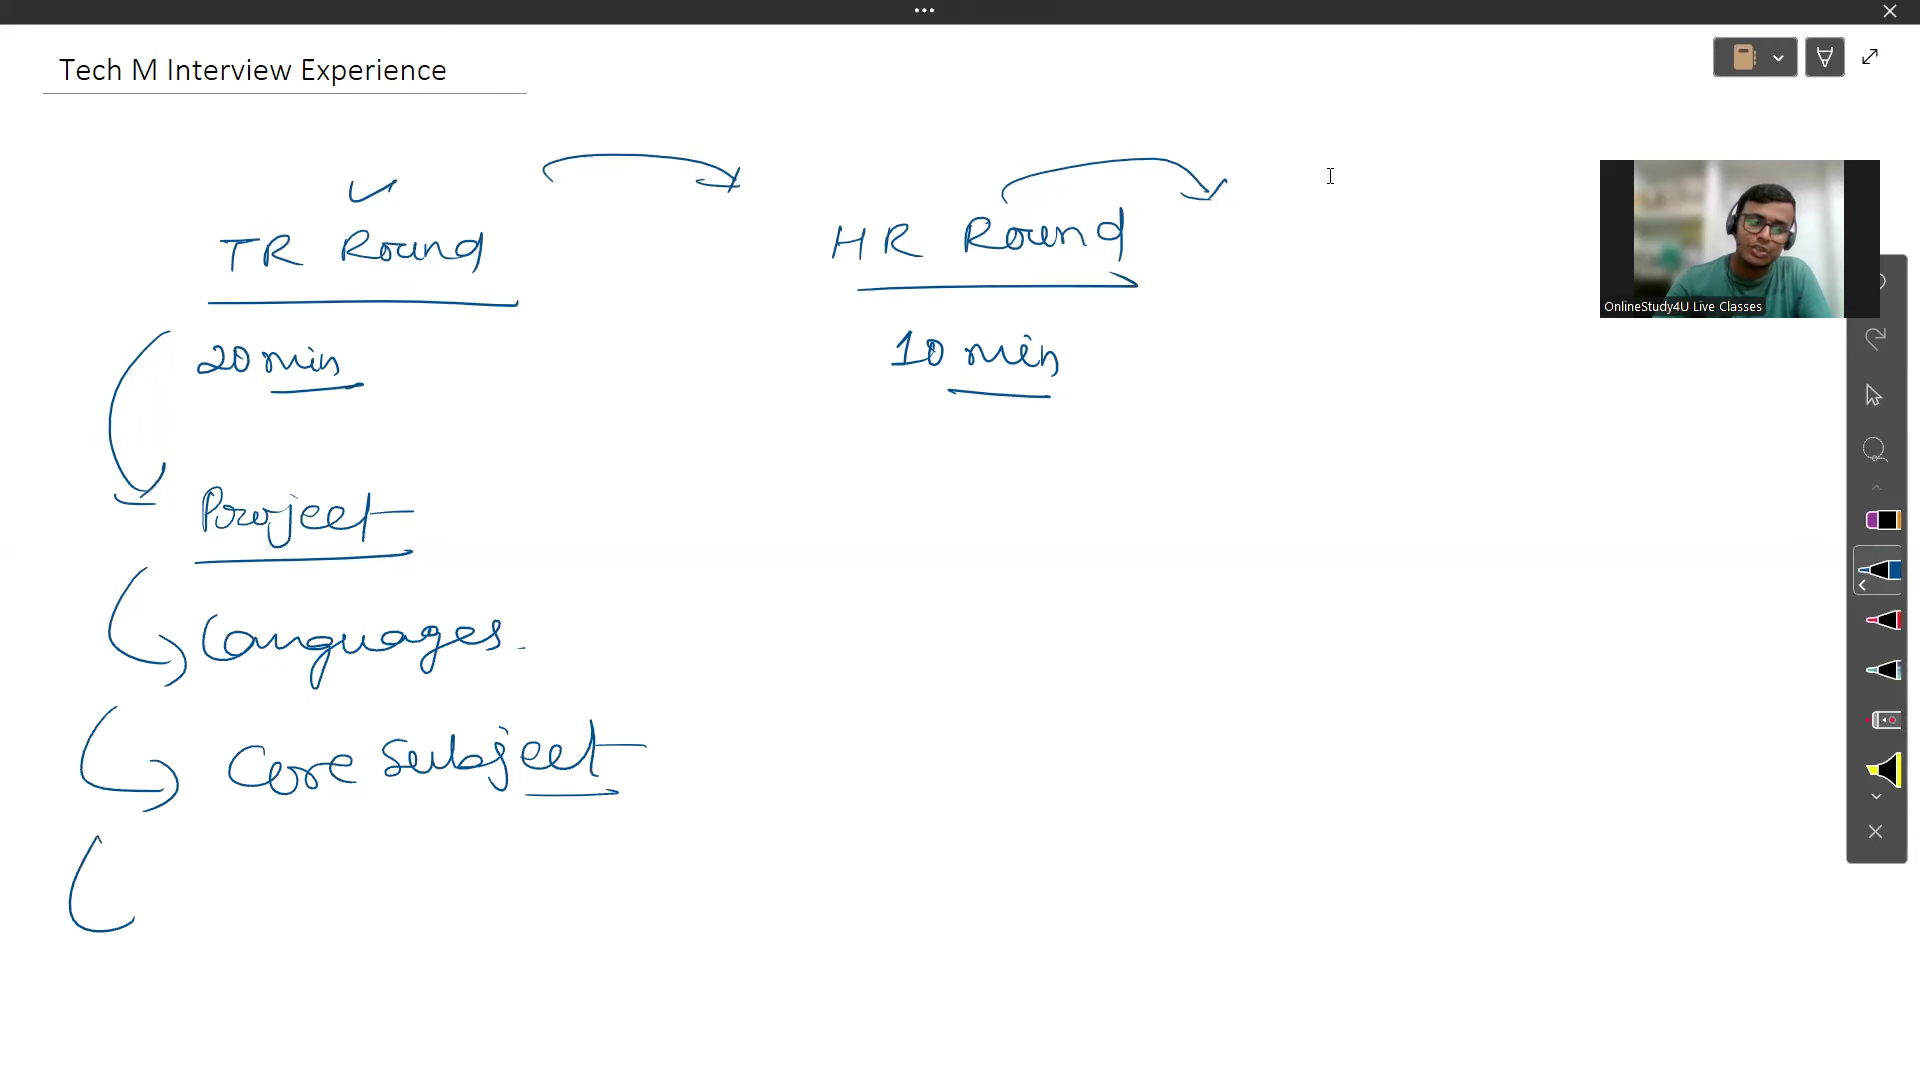 Tech M Interview Experience
TR Round
HR Round
20 min
10 min
OnlineStudy4U Live Classes
Project
Languages.
Core Subject